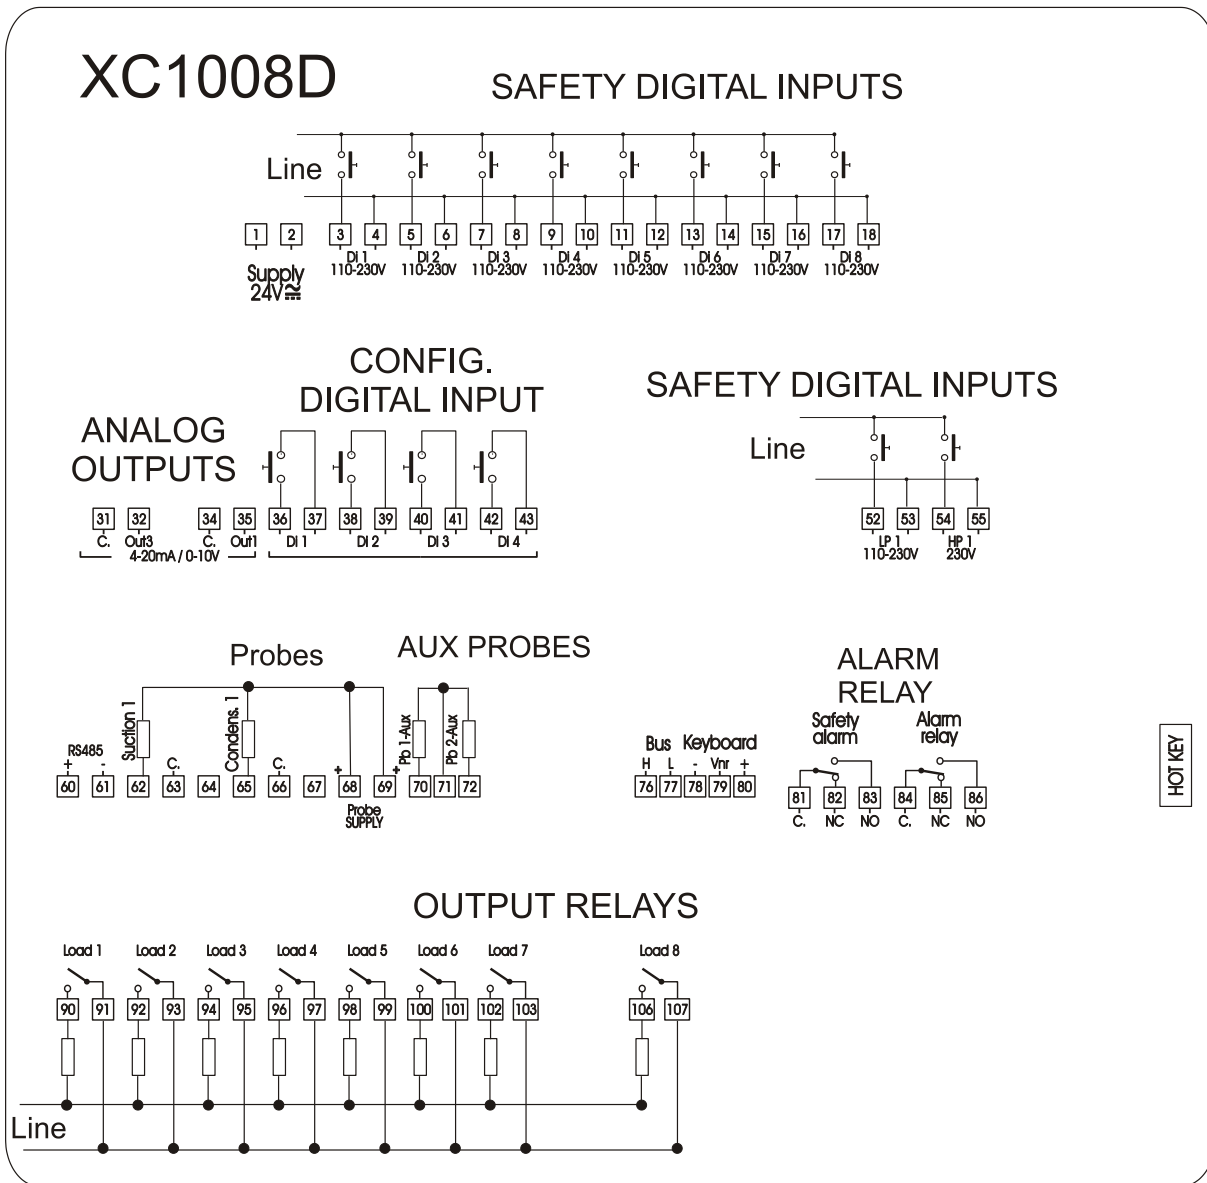 XC1008D
SAFETY DIGITAL INPUTS
Line
1 2 3 4 5 6 7 8 9 10 11 12 13 14 15 16 17 18
DI 1 DI 2 DI 3 DI 4 DI 5 DI 6 DI 7 DI 8
110-230V 110-230V 110-230V 110-230V 110-230V 110-230V 110-230V 110-230V
Supply
24V
CONFIG.
DIGITAL INPUT
SAFETY DIGITAL INPUTS
ANALOG
OUTPUTS
Line
31 32 34 35 36 37 38 39 40 41 42 43
C. Out3 C. Out1 DI 1 DI 2 DI 3 DI 4
4-20mA / 0-10V
52 53 54 55
LP 1 HP 1
110-230V 230V
Probes
AUX PROBES
ALARM
RELAY
Suction 1
Condens. 1
Pb 1-Aux
Pb 2-Aux
RS485
+ - C. C. + +
60 61 62 63 64 65 66 67 68 69 70 71 72
Probe
SUPPLY
Bus Keyboard
H L - Vnr +
76 77 78 79 80
Safety
alarm
Alarm
relay
81 82 83 84 85 86
C. NC NO C. NC NO
HOT KEY
OUTPUT RELAYS
Load 1 Load 2 Load 3 Load 4 Load 5 Load 6 Load 7 Load 8
90 91 92 93 94 95 96 97 98 99 100 101 102 103 106 107
Line